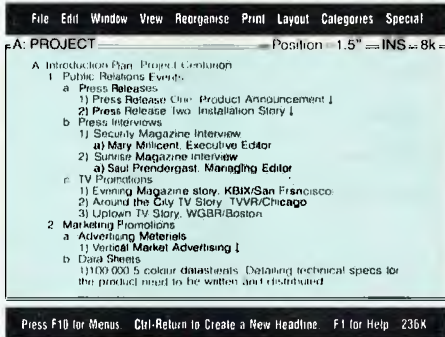 File Edit Window View Reorganise Print Layout Categories Special
A: PROJECT Position 1.5" INS 8k
A Introduction Plan: Project Centurion
1 Public Relations Events
a Press Releases
1) Press Release One: Product Announcement ↓
2) Press Release Two: Installation Story ↓
b Press Interviews
1) Security Magazine Interview
a) Mary Millicent, Executive Editor
2) Sunrise Magazine Interview
a) Saul Prendergast, Managing Editor
c TV Promotions
1) Evening Magazine story, KBIX/San Francisco
2) Around the City TV Story TVVR/Chicago
3) Uptown TV Story, WGBR/Boston
2 Marketing Promotions
a Advertising Meteriels
1) Vertical Market Advertising ↓
b Dara Sheets
1)100 000 5 colour datasheets Detailing technical specs for
the product need to be written and distributed
Press F10 for Menus Ctrl-Return to Create a New Headline F1 for Help 236K